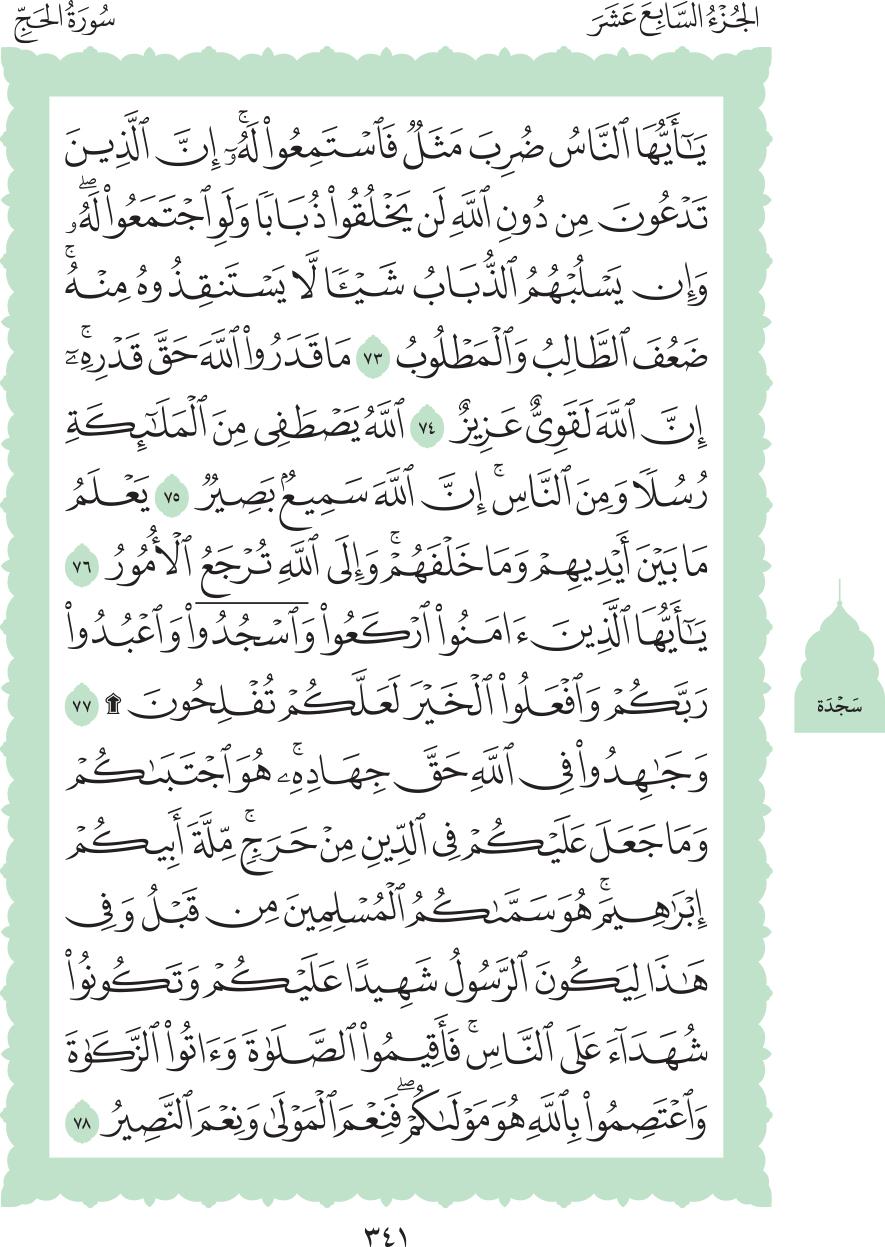 الجُزْءُ السَّابِعَ عَشَرَ
سُورَةُ الحَجِّ
يَٰٓأَيُّهَا ٱلنَّاسُ ضُرِبَ مَثَلٞ فَٱسۡتَمِعُواْ لَهُۥٓۚ إِنَّ ٱلَّذِينَ
تَدۡعُونَ مِن دُونِ ٱللَّهِ لَن يَخۡلُقُواْ ذُبَابٗا وَلَوِ ٱجۡتَمَعُواْ لَهُۥۖ
وَإِن يَسۡلُبۡهُمُ ٱلذُّبَابُ شَيۡـٔٗا لَّا يَسۡتَنقِذُوهُ مِنۡهُۚ
ضَعُفَ ٱلطَّالِبُ وَٱلۡمَطۡلُوبُ ٧٣ مَا قَدَرُواْ ٱللَّهَ حَقَّ قَدۡرِهِۦٓۚ
إِنَّ ٱللَّهَ لَقَوِيٌّ عَزِيزٌ ٧٤ ٱللَّهُ يَصۡطَفِي مِنَ ٱلۡمَلَٰٓئِكَةِ
رُسُلٗا وَمِنَ ٱلنَّاسِۚ إِنَّ ٱللَّهَ سَمِيعُۢ بَصِيرٞ ٧٥ يَعۡلَمُ
مَا بَيۡنَ أَيۡدِيهِمۡ وَمَا خَلۡفَهُمۡۚ وَإِلَى ٱللَّهِ تُرۡجَعُ ٱلۡأُمُورُ ٧٦
يَٰٓأَيُّهَا ٱلَّذِينَ ءَامَنُواْ ٱرۡكَعُواْ وَٱسۡجُدُواْ وَٱعۡبُدُواْ
رَبَّكُمۡ وَٱفۡعَلُواْ ٱلۡخَيۡرَ لَعَلَّكُمۡ تُفۡلِحُونَ ۩ ٧٧
سَجْدَة
وَجَٰهِدُواْ فِي ٱللَّهِ حَقَّ جِهَادِهِۦۚ هُوَ ٱجۡتَبَىٰكُمۡ
وَمَا جَعَلَ عَلَيۡكُمۡ فِي ٱلدِّينِ مِنۡ حَرَجٖۚ مِّلَّةَ أَبِيكُمۡ
إِبۡرَٰهِيمَۚ هُوَ سَمَّىٰكُمُ ٱلۡمُسۡلِمِينَ مِن قَبۡلُ وَفِي
هَٰذَا لِيَكُونَ ٱلرَّسُولُ شَهِيدًا عَلَيۡكُمۡ وَتَكُونُواْ
شُهَدَآءَ عَلَى ٱلنَّاسِۚ فَأَقِيمُواْ ٱلصَّلَوٰةَ وَءَاتُواْ ٱلزَّكَوٰةَ
وَٱعۡتَصِمُواْ بِٱللَّهِ هُوَ مَوۡلَىٰكُمۡۖ فَنِعۡمَ ٱلۡمَوۡلَىٰ وَنِعۡمَ ٱلنَّصِيرُ ٧٨
٣٤١